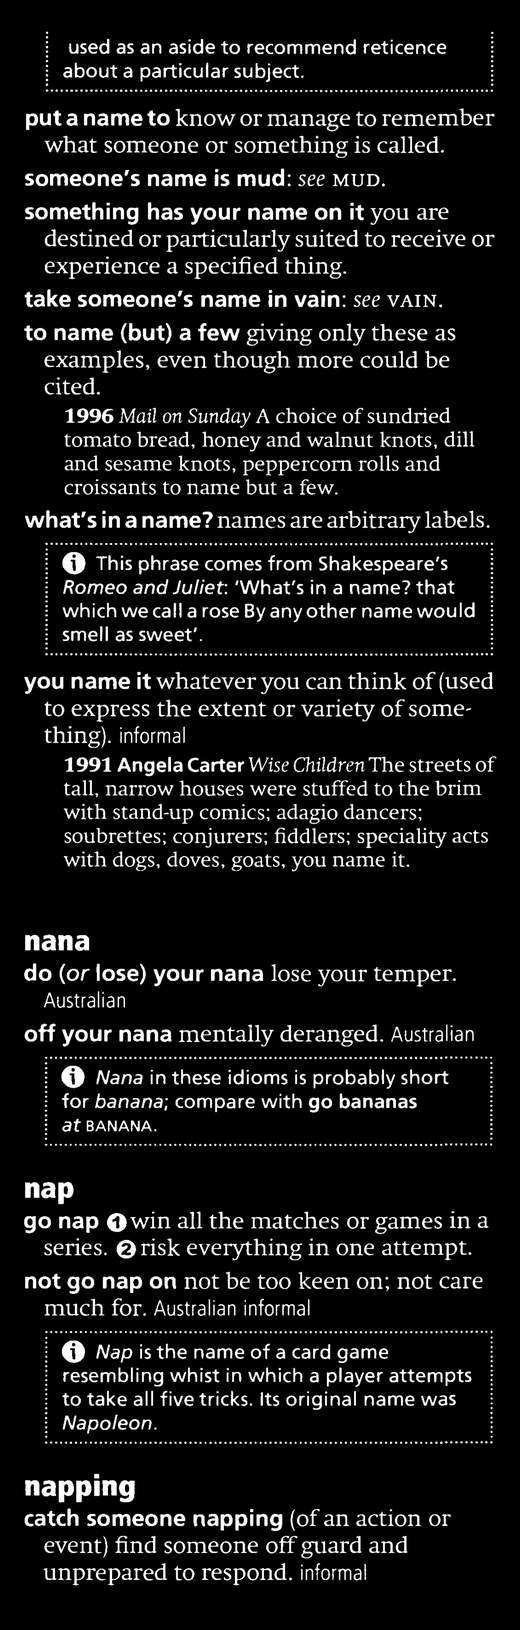 used as an aside to recommend reticence
about a particular subject.
put a name to know or manage to remember
what someone or something is called.
someone's name is mud: see MUD.
something has your name on it you are
destined or particularly suited to receive or
experience a specified thing.
take someone's name in vain: see VAIN.
to name (but) a few giving only these as
examples, even though more could be
cited.
1996 Mail on Sunday A choice of sundried
tomato bread, honey and walnut knots, dill
and sesame knots, peppercorn rolls and
croissants to name but a few.
what's in a name? names are arbitrary labels.
i This phrase comes from Shakespeare's
Romeo and Juliet: 'What's in a name? that
which we call a rose By any other name would
smell as sweet'.
you name it whatever you can think of (used
to express the extent or variety of some-
thing). informal
1991 Angela Carter Wise Children The streets of
tall, narrow houses were stuffed to the brim
with stand-up comics; adagio dancers;
soubrettes; conjurers; fiddlers; speciality acts
with dogs, doves, goats, you name it.
nana
do (or lose) your nana lose your temper.
Australian
off your nana mentally deranged. Australian
i Nana in these idioms is probably short
for banana; compare with go bananas
at BANANA.
nap
go nap 1 win all the matches or games in a
series. 2 risk everything in one attempt.
not go nap on not be too keen on; not care
much for. Australian informal
i Nap is the name of a card game
resembling whist in which a player attempts
to take all five tricks. Its original name was
Napoleon.
napping
catch someone napping (of an action or
event) find someone off guard and
unprepared to respond. informal